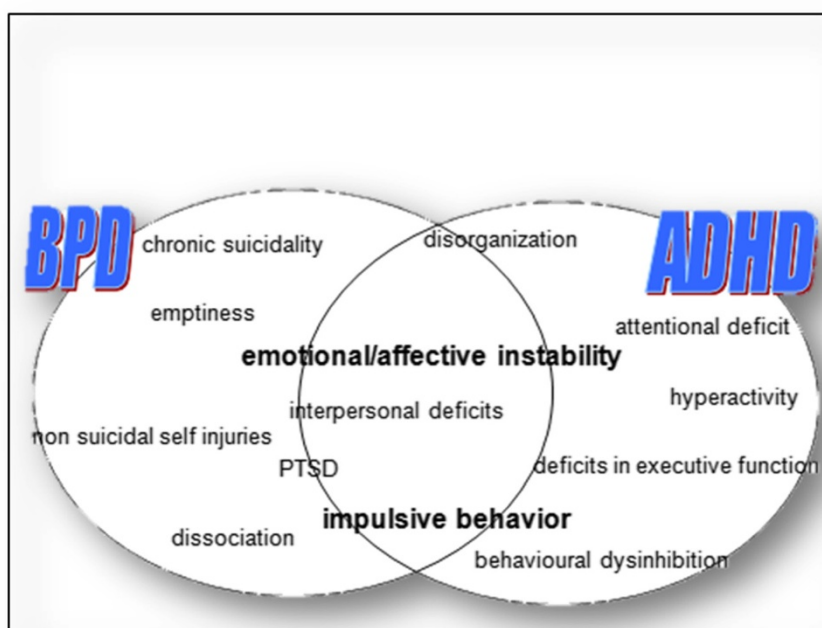 BPD
ADHD
chronic suicidality
disorganization
emptiness
attentional deficit
emotional/affective instability
hyperactivity
interpersonal deficits
non suicidal self injuries
PTSD
deficits in executive function
impulsive behavior
dissociation
behavioural dysinhibition